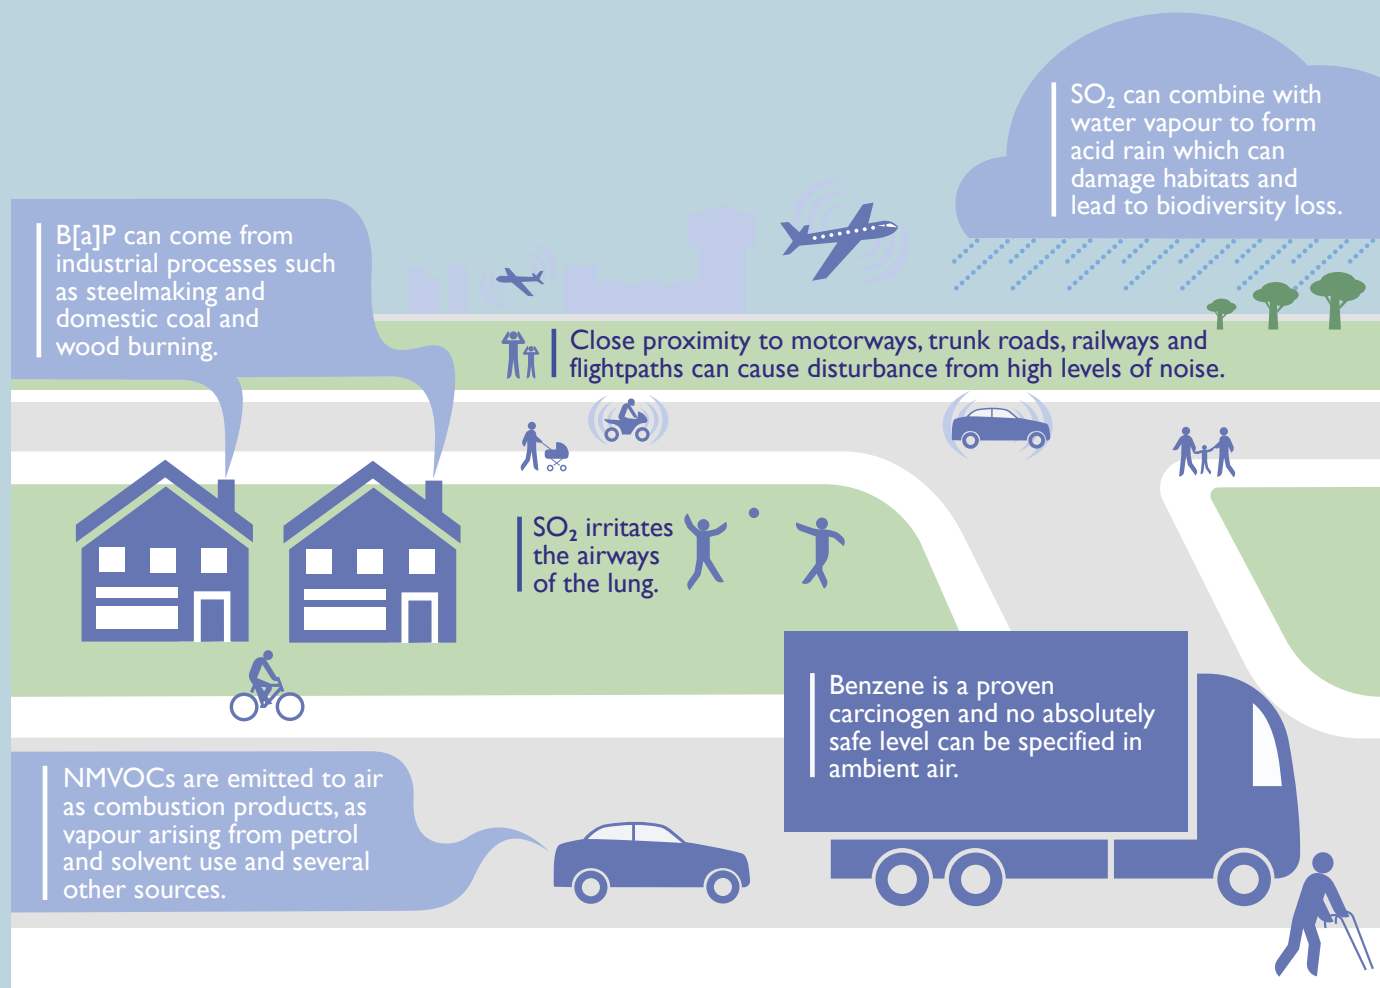 SO₂ can combine with
water vapour to form
acid rain which can
damage habitats and
lead to biodiversity loss.
B[a]P can come from
industrial processes such
as steelmaking and
domestic coal and
wood burning.
Close proximity to motorways, trunk roads, railways and
flightpaths can cause disturbance from high levels of noise.
SO₂ irritates
the airways
of the lung.
Benzene is a proven
carcinogen and no absolutely
safe level can be specified in
ambient air.
NMVOCs are emitted to air
as combustion products, as
vapour arising from petrol
and solvent use and several
other sources.